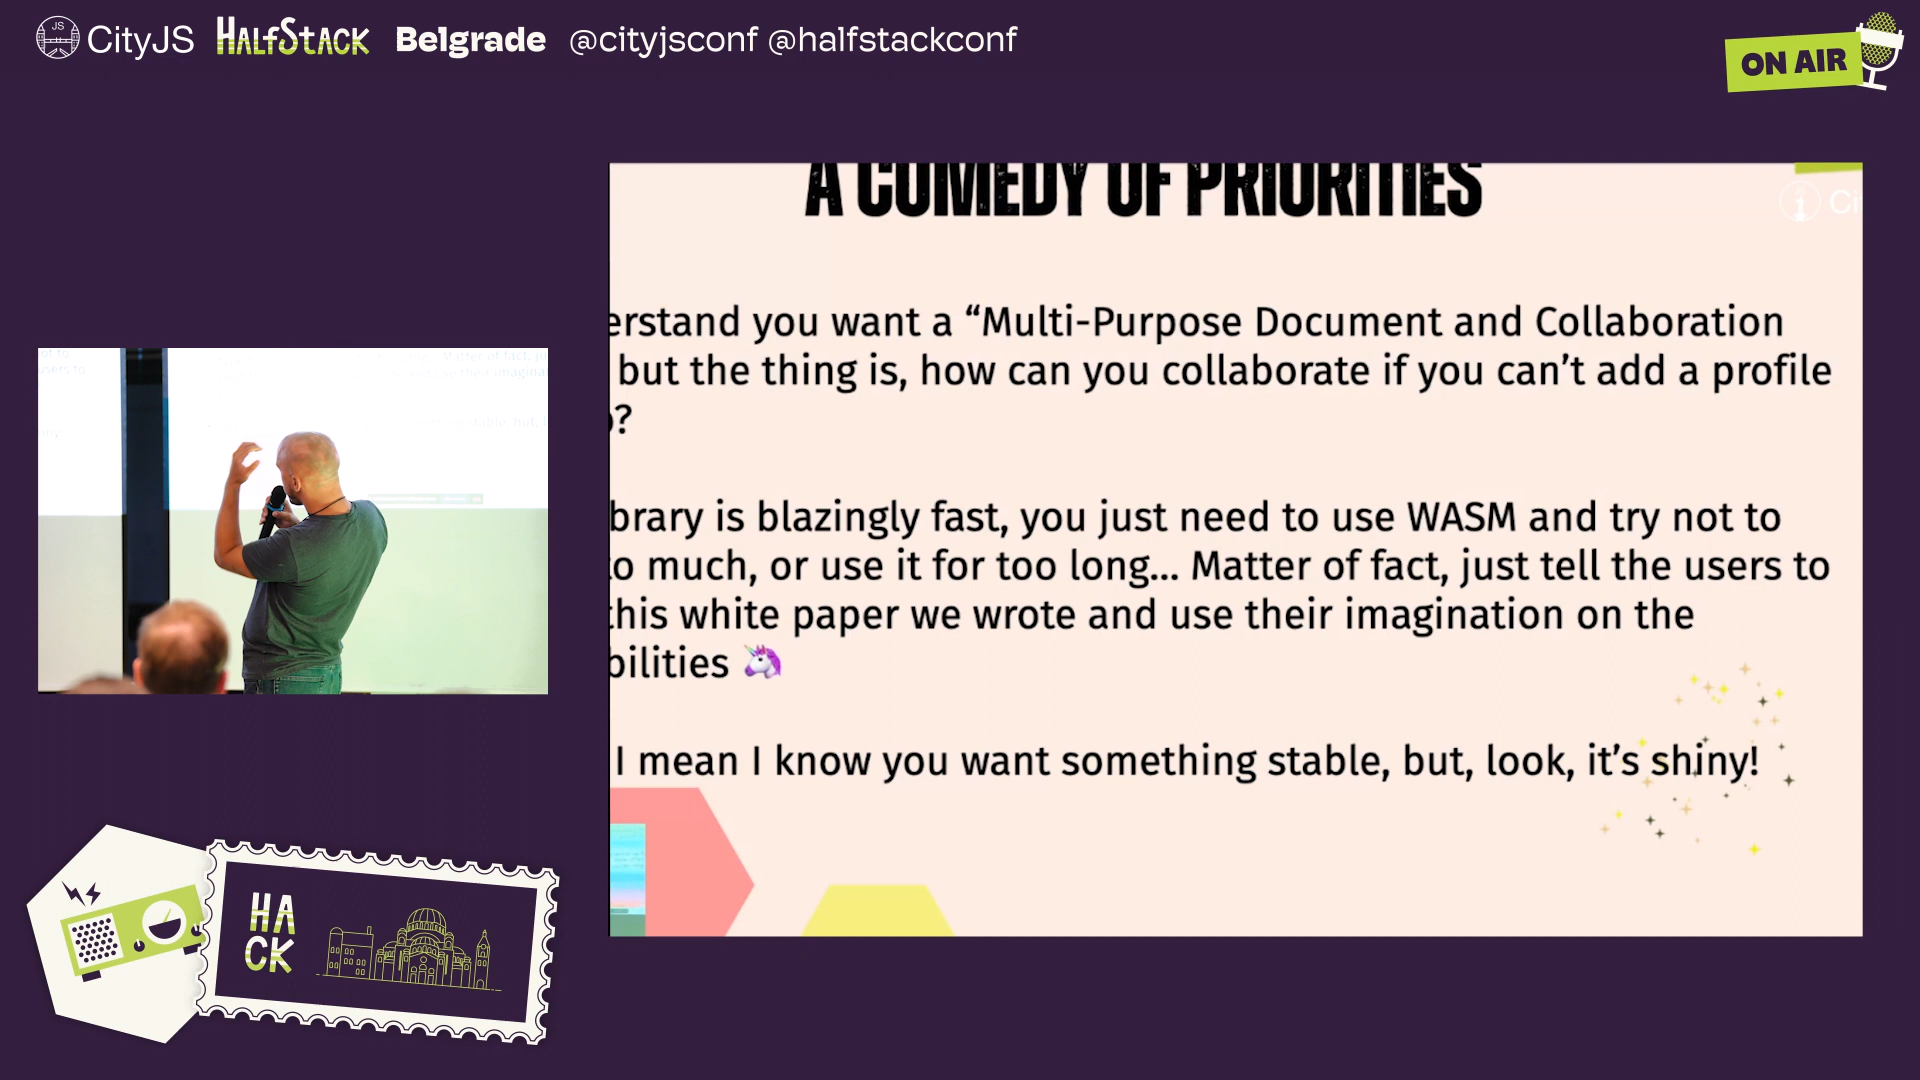 JS
CityJS HALFSTACK Belgrade @cityjsconf @halfstackconf
ON AIR
A COMEDY OF PRIORITIES
Ci
erstand you want a “Multi-Purpose Document and Collaboration
but the thing is, how can you collaborate if you can’t add a profile
?
brary is blazingly fast, you just need to use WASM and try not to
to much, or use it for too long... Matter of fact, just tell the users to
this white paper we wrote and use their imagination on the
bilities 🦄
I mean I know you want something stable, but, look, it’s shiny!
HA
CK